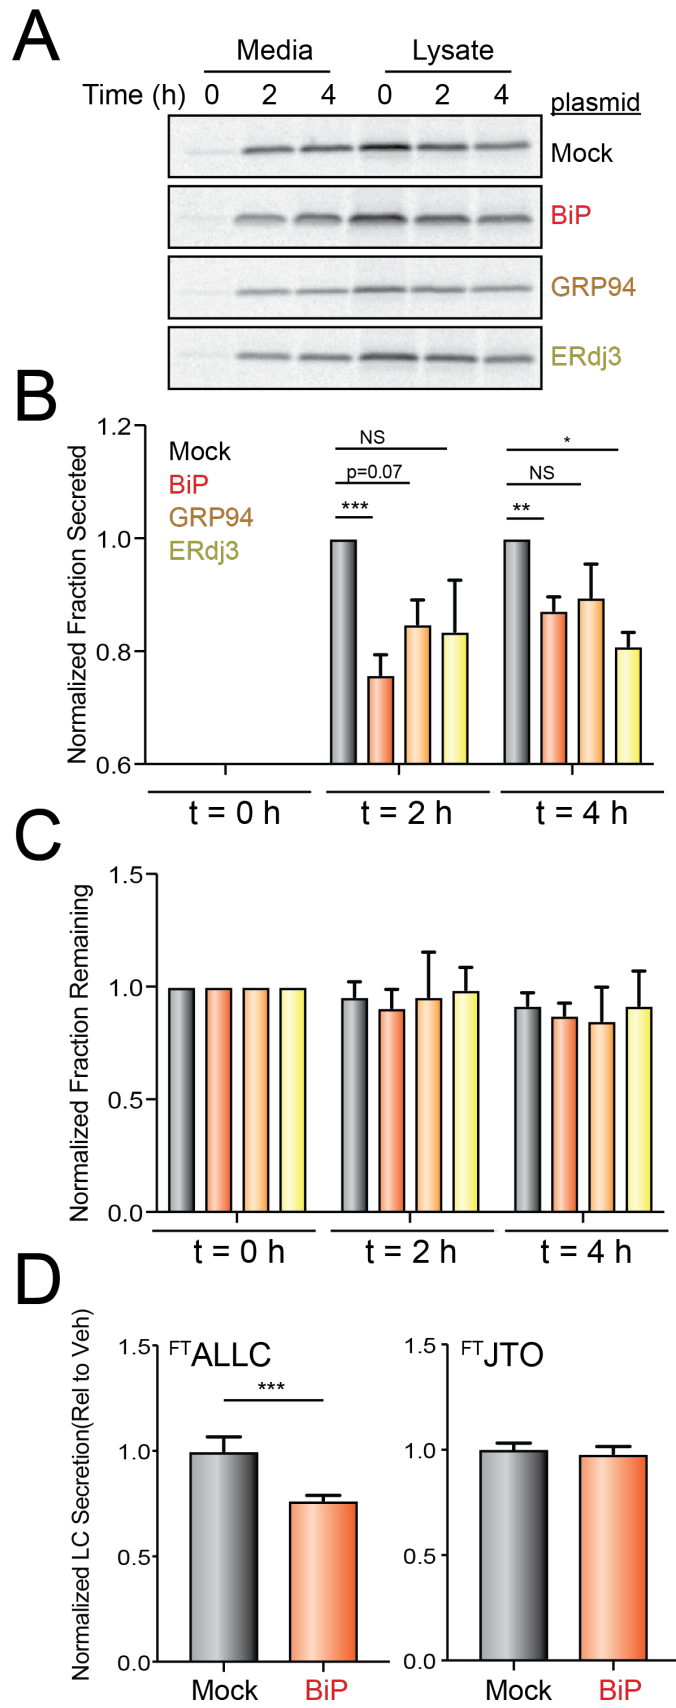 A
Media Lysate
Time (h) 0 2 4 0 2 4 plasmid
Mock
BiP
GRP94
ERdj3
B
Normalized Fraction Secreted
1.2
1.0
0.8
0.6
Mock
BiP
GRP94
ERdj3
NS
p=0.07
***
*
NS
**
t = 0 h t = 2 h t = 4 h
C
Normalized Fraction Remaining
1.5
1.0
0.5
0.0
t = 0 h t = 2 h t = 4 h
D
Normalized LC Secretion(Rel to Veh)
1.5
1.0
0.5
0.0
FTALLC
***
Mock BiP
1.5
1.0
0.5
0.0
FTJTO
Mock BiP